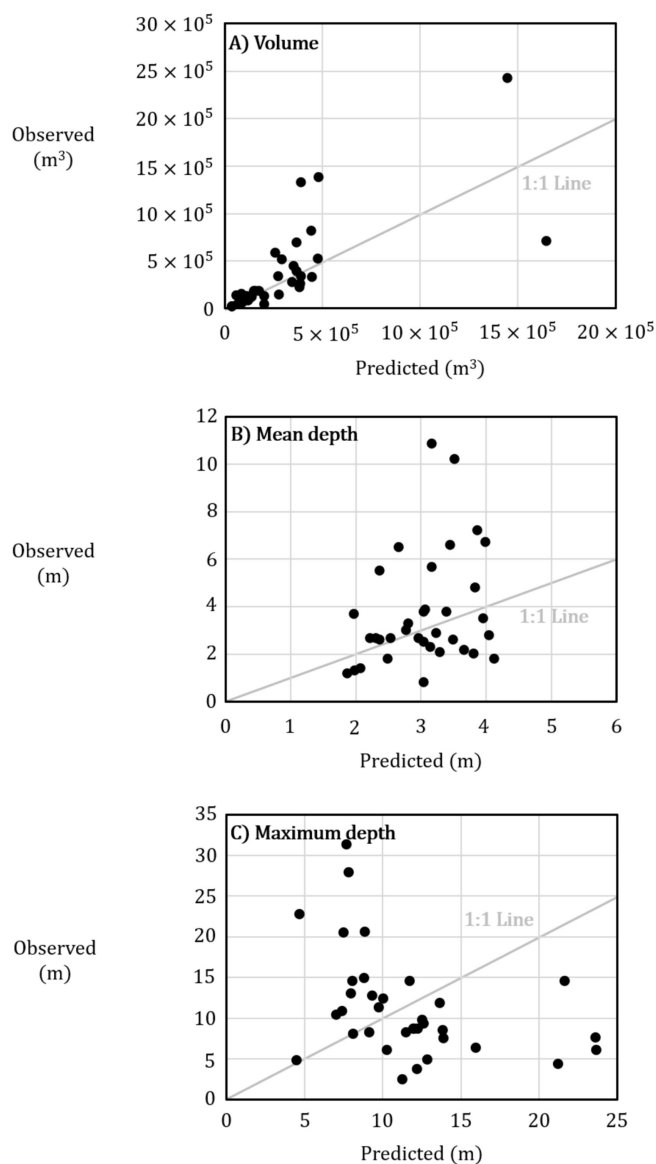 A) Volume
30 × 10⁵
25 × 10⁵
20 × 10⁵
15 × 10⁵
10 × 10⁵
5 × 10⁵
0
Observed
(m³)
1:1 Line
0 5 × 10⁵ 10 × 10⁵ 15 × 10⁵ 20 × 10⁵
Predicted (m³)
B) Mean depth
12
10
8
6
4
2
0
Observed
(m)
1:1 Line
0 1 2 3 4 5 6
Predicted (m)
C) Maximum depth
35
30
25
20
15
10
5
0
Observed
(m)
1:1 Line
0 5 10 15 20 25
Predicted (m)